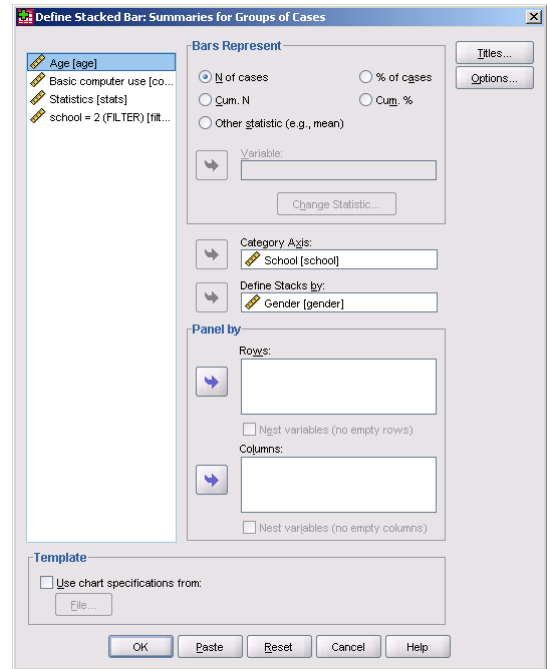 Define Stacked Bar: Summaries for Groups of Cases
Age [age]
Basic computer use [co...
Statistics [stats]
school = 2 (FILTER) [filt...
Bars Represent
N of cases
% of cases
Cum. N
Cum. %
Other statistic (e.g., mean)
Variable:
Change Statistic...
Category Axis:
School [school]
Define Stacks by:
Gender [gender]
Panel by
Rows:
Nest variables (no empty rows)
Columns:
Nest variables (no empty columns)
Titles...
Options...
Template
Use chart specifications from:
File...
OK
Paste
Reset
Cancel
Help